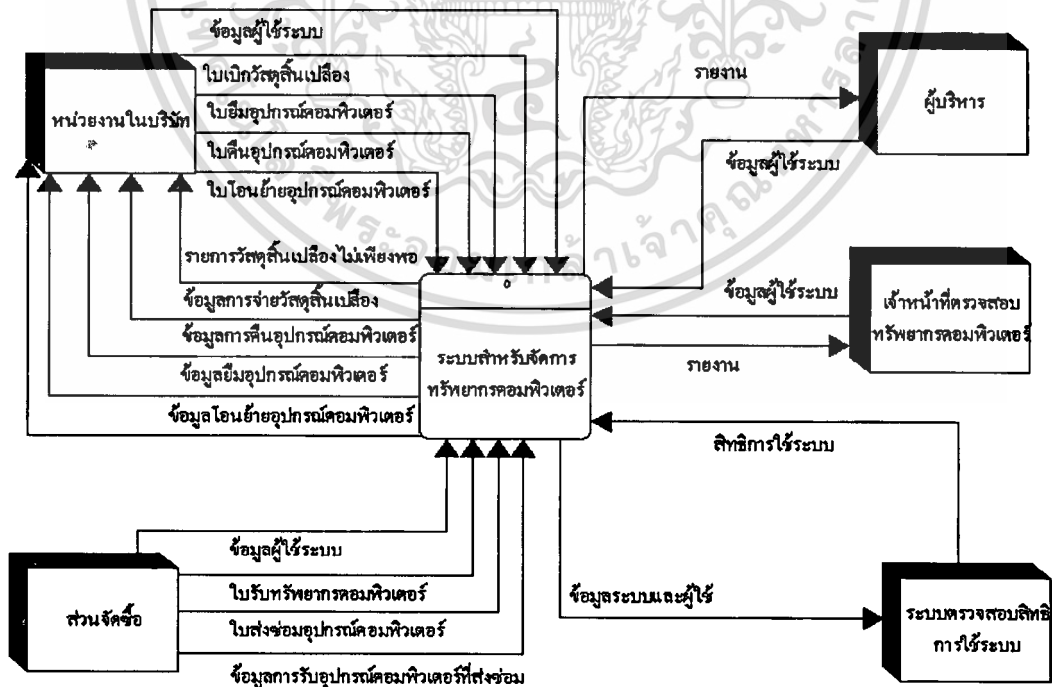 ข้อมูลผู้ใช้ระบบ
ใบเบิกวัสดุสิ้นเปลือง
ใบยืมอุปกรณ์คอมพิวเตอร์
ใบคืนอุปกรณ์คอมพิวเตอร์
ใบโอนย้ายอุปกรณ์คอมพิวเตอร์
หน่วยงานในบริษัท
รายงาน
ผู้บริหาร
ข้อมูลผู้ใช้ระบบ
พระจอมเกล้าเจ้าคุณทหารลา
รายการวัสดุสิ้นเปลืองไม่เพียงพอ
ข้อมูลการจ่ายวัสดุสิ้นเปลือง
ข้อมูลการคืนอุปกรณ์คอมพิวเตอร์
ข้อมูลยืมอุปกรณ์คอมพิวเตอร์
ข้อมูลโอนย้ายอุปกรณ์คอมพิวเตอร์
0
ระบบสำหรับจัดการ
ทรัพยากรคอมพิวเตอร์
ข้อมูลผู้ใช้ระบบ
เจ้าหน้าที่ตรวจสอบ
ทรัพยากรคอมพิวเตอร์
รายงาน
สิทธิการใช้ระบบ
ข้อมูลผู้ใช้ระบบ
ใบรับทรัพยากรคอมพิวเตอร์
ใบส่งซ่อมอุปกรณ์คอมพิวเตอร์
ข้อมูลการรับอุปกรณ์คอมพิวเตอร์ที่ส่งซ่อม
ส่วนจัดซื้อ
ข้อมูลระบบและผู้ใช้
ระบบตรวจสอบสิทธิ
การใช้ระบบ